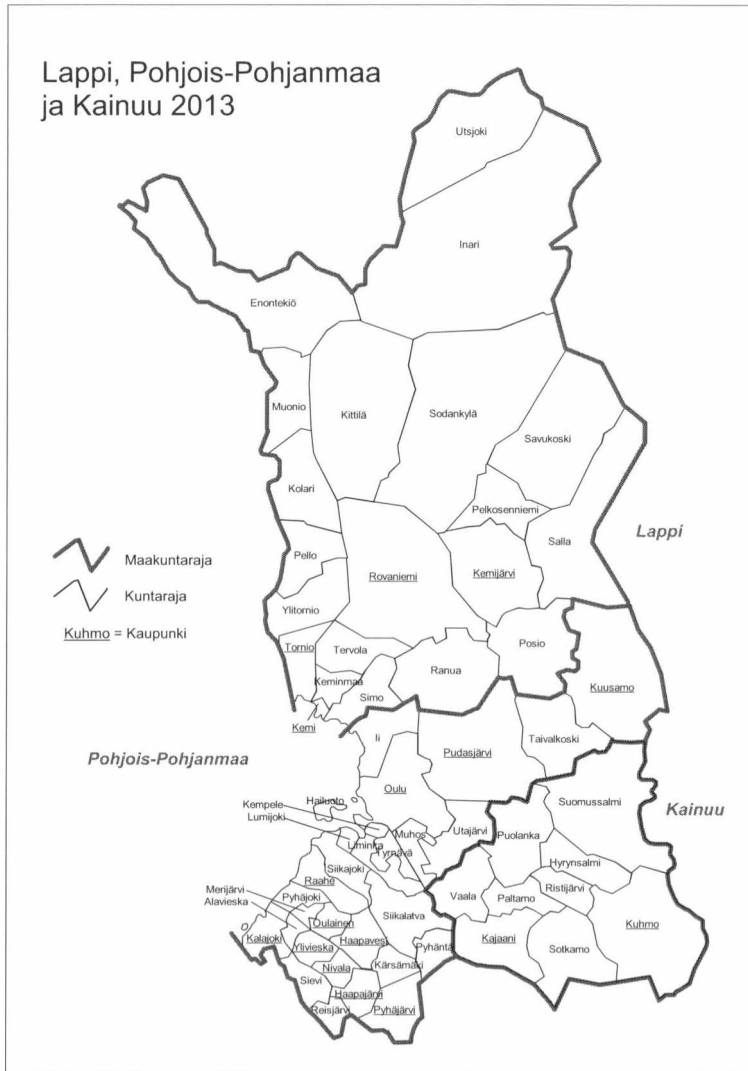 Lappi, Pohjois-Pohjanmaa
ja Kainuu 2013
Utsjoki
Inari
Enontekiö
Muonio
Kittilä
Sodankylä
Savukoski
Kolari
Pelkosenniemi
Salla
Lappi
Pello
Rovaniemi
Kemijärvi
Maakuntaraja
Kuntaraja
Kuhmo = Kaupunki
Ylitornio
Tornio
Tervola
Posio
Ranua
Keminmaa
Simo
Kuusamo
Kemi
Ii
Pudasjärvi
Taivalkoski
Pohjois-Pohjanmaa
Oulu
Suomussalmi
Hailuoto
Kempele
Lumijoki
Kainuu
Muhos
Utajärvi
Puolanka
Liminka
Tyrnävä
Hyrynsalmi
Siikajoki
Raahe
Vaala
Paltamo
Ristijärvi
Merijärvi
Alavieska
Pyhäjoki
Siikalatva
Oulainen
Kuhmo
Kalajoki
Ylivieska
Haapavesi
Pyhäntä
Kajaani
Sotkamo
Nivala
Kärsämäki
Sievi
Haapajärvi
Reisjärvi
Pyhäjärvi